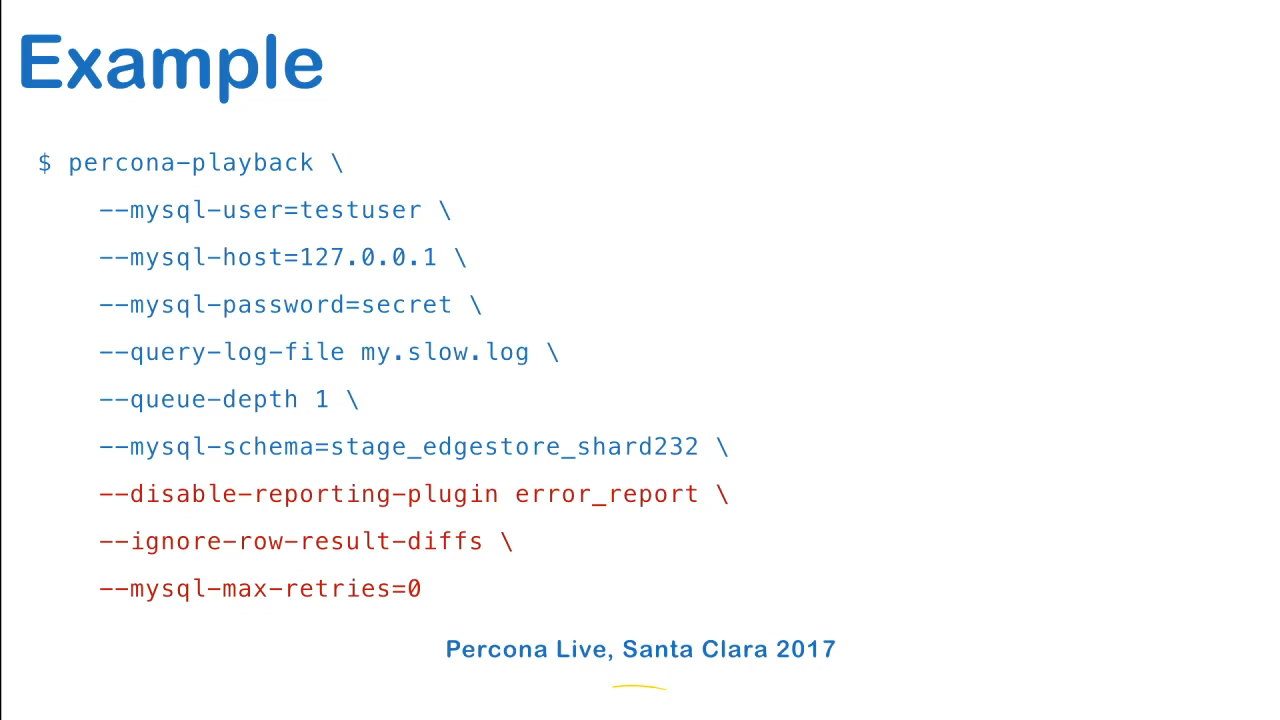 Example
$ percona-playback \
--mysql-user=testuser \
--mysql-host=127.0.0.1 \
--mysql-password=secret \
--query-log-file my.slow.log \
--queue-depth 1 \
--mysql-schema=stage_edgestore_shard232 \
--disable-reporting-plugin error_report \
--ignore-row-result-diffs \
--mysql-max-retries=0
Percona Live, Santa Clara 2017